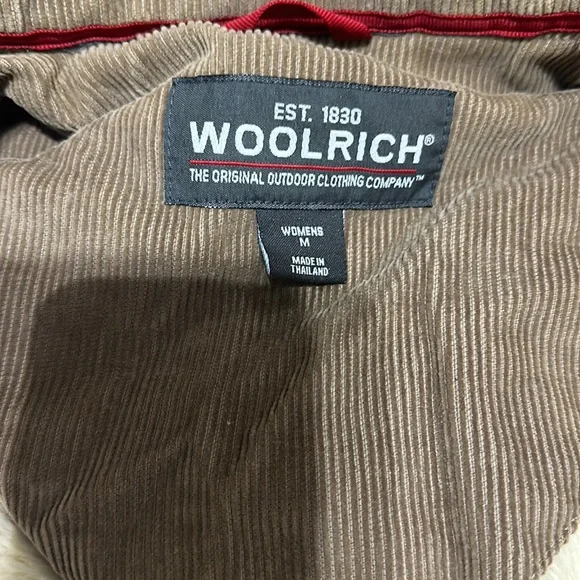 EST. 1830
WOOLRICH®
THE ORIGINAL OUTDOOR CLOTHING COMPANY™
WOMENS
M
MADE IN
THAILAND